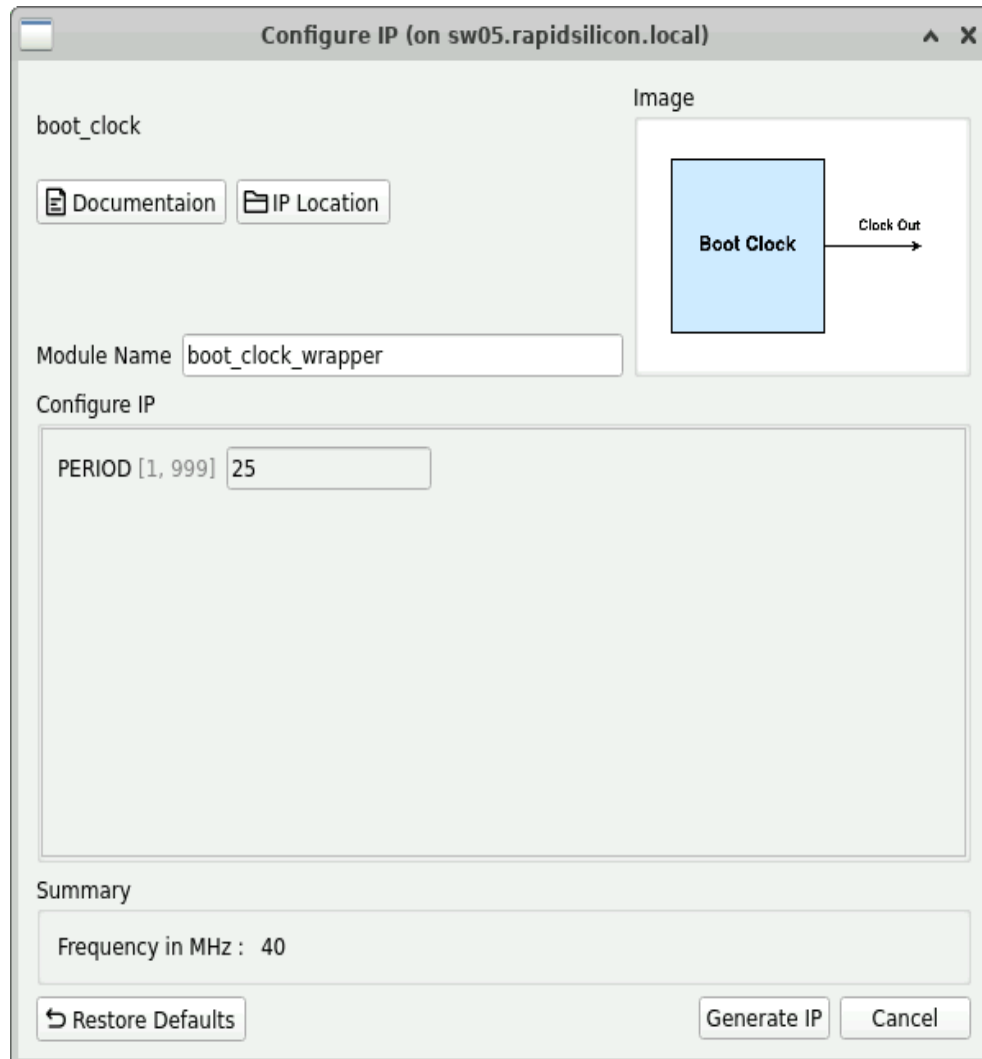 Configure IP (on sw05.rapidsilicon.local)
boot_clock
Image
Documentaion
IP Location
Boot Clock
Clock Out
Module Name boot_clock_wrapper
Configure IP
PERIOD [1, 999] 25
Summary
Frequency in MHz : 40
Restore Defaults
Generate IP
Cancel